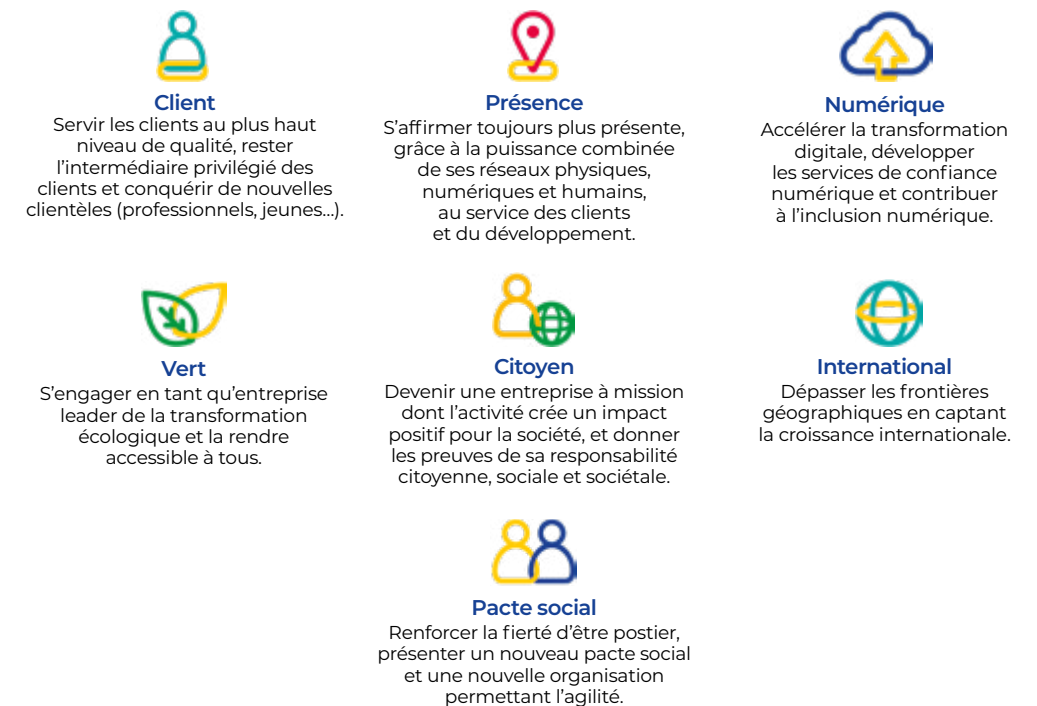 Client
Servir les clients au plus haut
niveau de qualité, rester
l’intermédiaire privilégié des
clients et conquérir de nouvelles
clientèles (professionnels, jeunes...).
Présence
S’affirmer toujours plus présente,
grâce à la puissance combinée
de ses réseaux physiques,
numériques et humains,
au service des clients
et du développement.
Numérique
Accélérer la transformation
digitale, développer
les services de confiance
numérique et contribuer
à l’inclusion numérique.
Vert
S’engager en tant qu’entreprise
leader de la transformation
écologique et la rendre
accessible à tous.
Citoyen
Devenir une entreprise à mission
dont l’activité crée un impact
positif pour la société, et donner
les preuves de sa responsabilité
citoyenne, sociale et sociétale.
International
Dépasser les frontières
géographiques en captant
la croissance internationale.
Pacte social
Renforcer la fierté d’être postier,
présenter un nouveau pacte social
et une nouvelle organisation
permettant l’agilité.